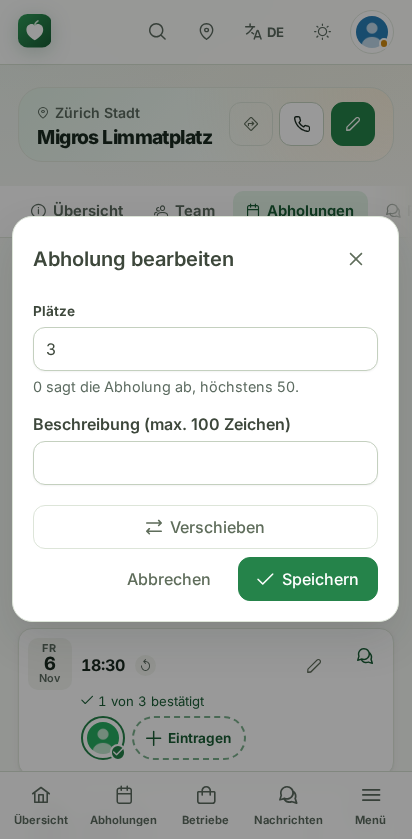 DE
Zürich Stadt
Migros Limmatplatz
Übersicht
Team
Abholungen
Abholung bearbeiten
Plätze
3
0 sagt die Abholung ab, höchstens 50.
Beschreibung (max. 100 Zeichen)
Verschieben
Abbrechen
Speichern
FR
6
Nov
18:30
1 von 3 bestätigt
Eintragen
Übersicht
Abholungen
Betriebe
Nachrichten
Menü